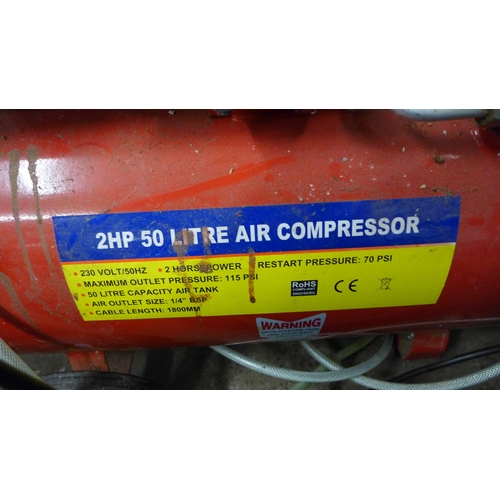 2HP 50 LITRE AIR COMPRESSOR
• 230 VOLT/50HZ • 2 HORSEPOWER RESTART PRESSURE: 70 PSI
• MAXIMUM OUTLET PRESSURE: 115 PSI
• 50 LITRE CAPACITY AIR TANK
• AIR OUTLET SIZE: 1/4" BSP
• CABLE LENGTH: 1800MM
RoHS
COMPLIANT
CE
WARNING